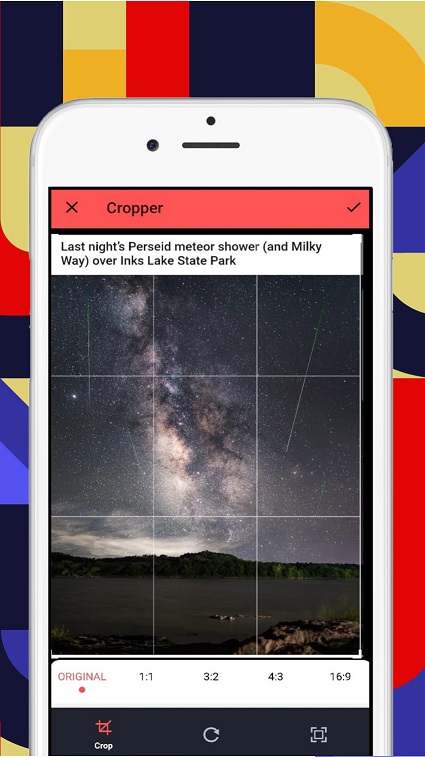 Cropper
Last night's Perseid meteor shower (and Milky
Way) over Inks Lake State Park
ORIGINAL 1:1 3:2 4:3 16:9
Crop